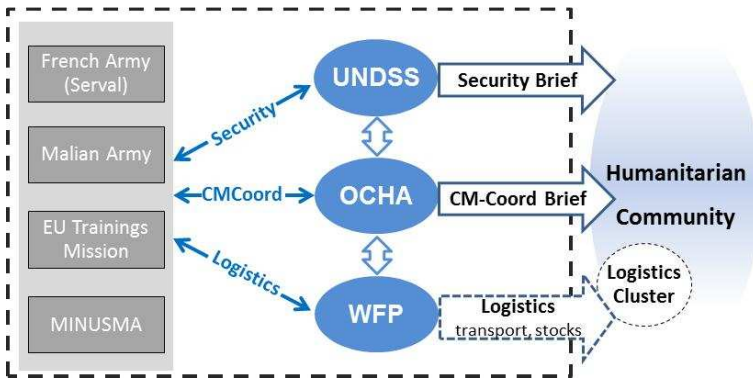 French Army
(Serval)
Malian Army
EU Trainings
Mission
MINUSMA
Security
CMCoord
Logistics
UNDSS
OCHA
WFP
Security Brief
CM-Coord Brief
Logistics
transport, stocks
Humanitarian
Community
Logistics
Cluster